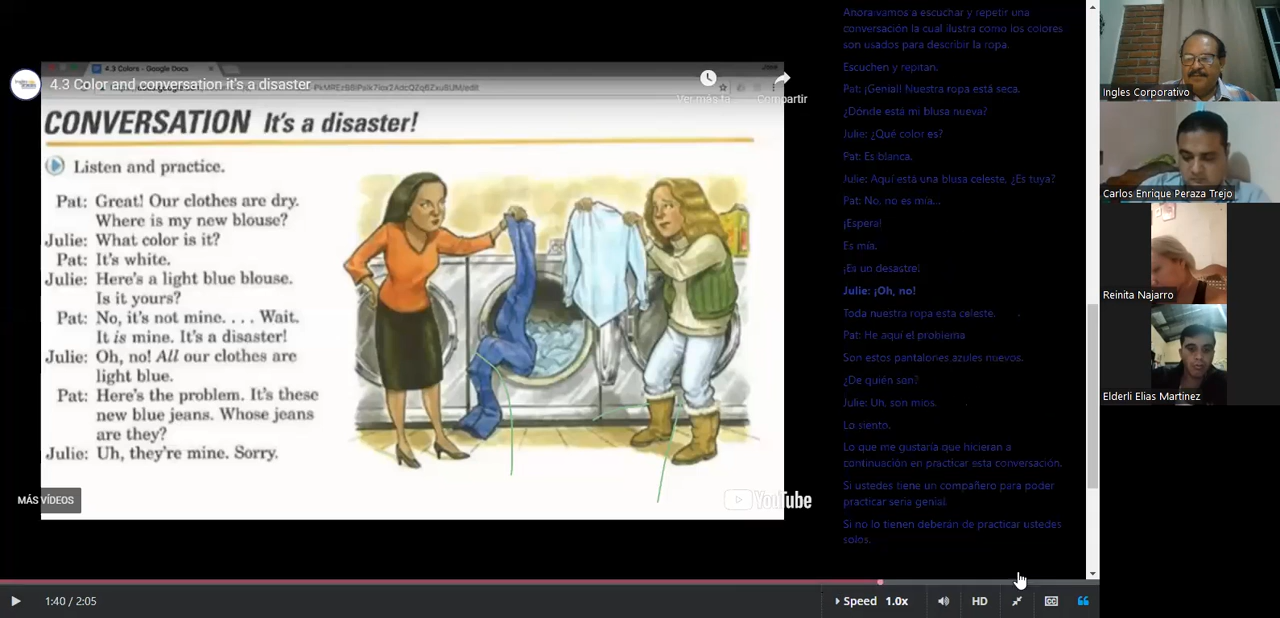 4.3 Colors - Google Docs
4.3 Color and conversation it's a disaster
Ver más ta...
Compartir
CONVERSATION It's a disaster!
Listen and practice.
Pat: Great! Our clothes are dry.
Where is my new blouse?
Julie: What color is it?
Pat: It's white.
Julie: Here's a light blue blouse.
Is it yours?
Pat: No, it's not mine. . . . Wait.
It is mine. It's a disaster!
Julie: Oh, no! All our clothes are
light blue.
Pat: Here's the problem. It's these
new blue jeans. Whose jeans
are they?
Julie: Uh, they're mine. Sorry.
MÁS VÍDEOS
YouTube
Ahora vamos a escuchar y repetir una
conversación la cual ilustra como los colores
son usados para describir la ropa.
Escuchen y repitan.
Pat: ¡Genial! Nuestra ropa está seca.
¿Dónde está mi blusa nueva?
Julie: ¿Qué color es?
Pat: Es blanca.
Julie: Aquí está una blusa celeste. ¿Es tuya?
Pat: No, no es mía...
¡Espera!
Es mía.
¡Es un desastre!
Julie: ¡Oh, no!
Toda nuestra ropa esta celeste.
Pat: He aquí el problema
Son estos pantalones azules nuevos.
¿De quién son?
Julie: Uh, son míos.
Lo siento.
Lo que me gustaría que hicieran a
continuación en practicar esta conversación.
Si ustedes tiene un compañero para poder
practicar seria genial.
Si no lo tienen deberán de practicar ustedes
solos.
1:40 / 2:05
Speed 1.0x
HD
CC
Ingles Corporativo
Carlos Enrique Peraza Trejo
Reinita Najarro
Elderli Elias Martinez